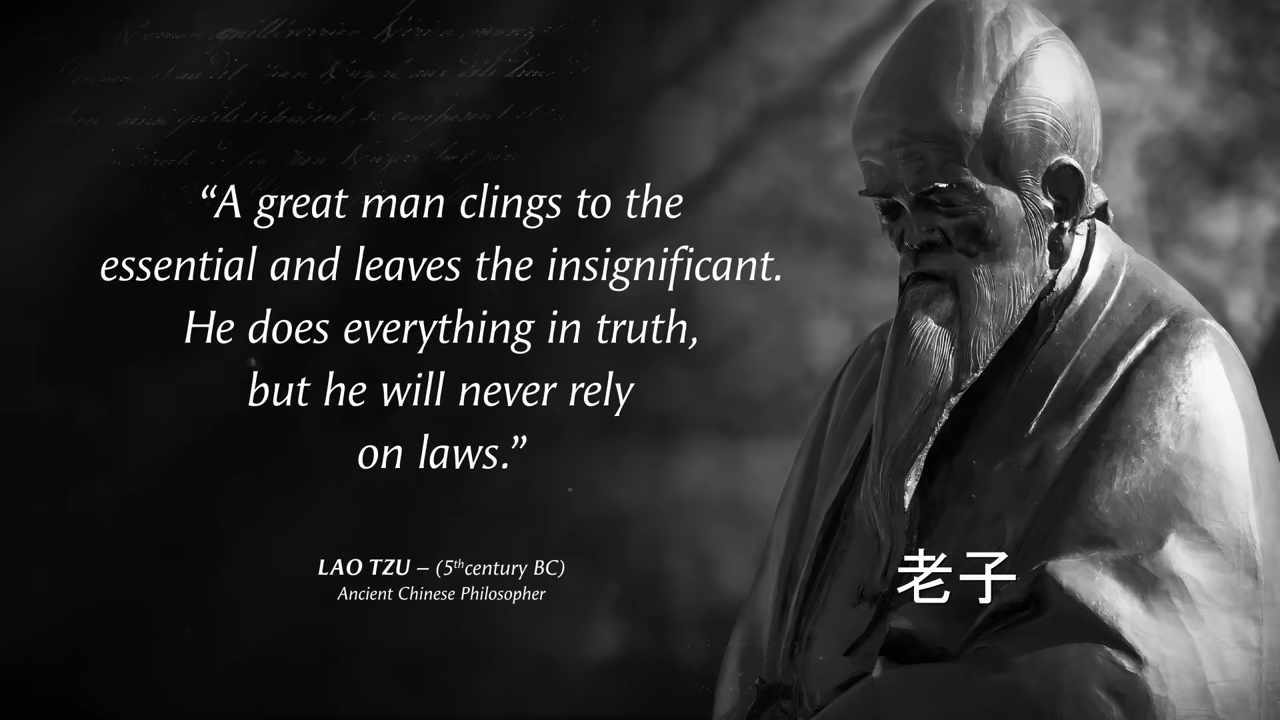 “A great man clings to the
essential and leaves the insignificant.
He does everything in truth,
but he will never rely
on laws.”
LAO TZU – (5thcentury BC)
Ancient Chinese Philosopher
老子